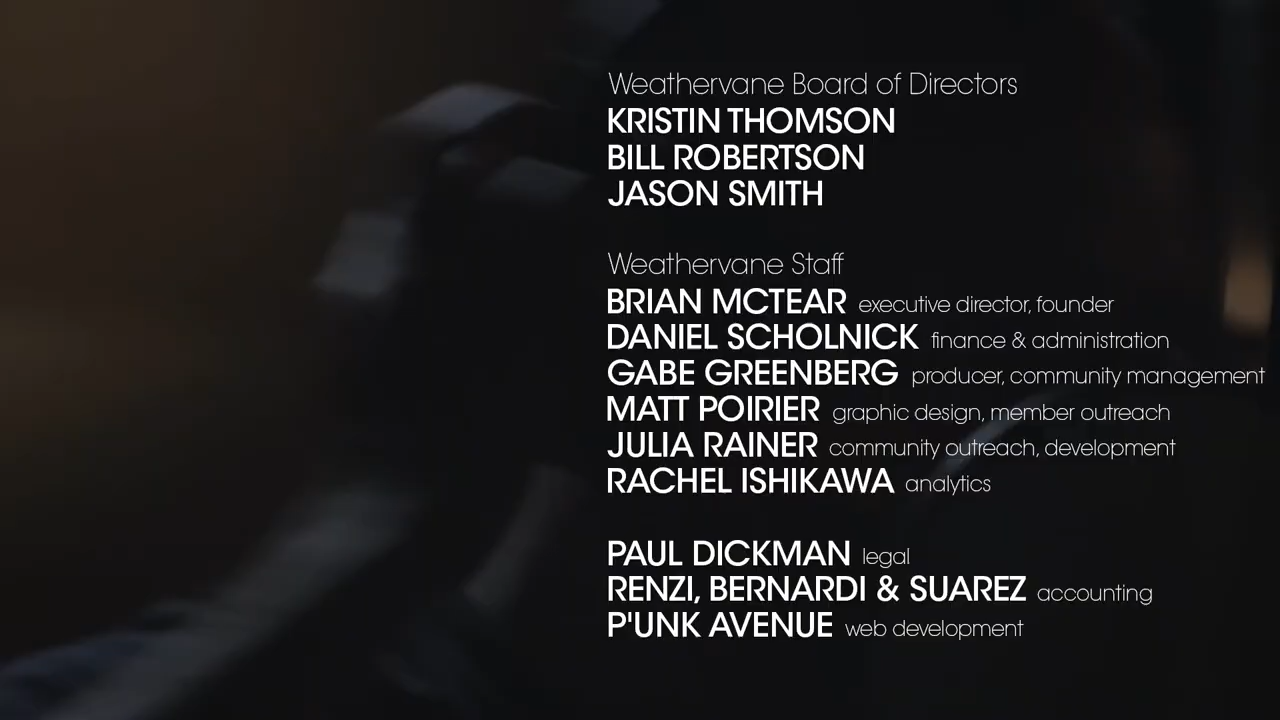 Weathervane Board of Directors
KRISTIN THOMSON
BILL ROBERTSON
JASON SMITH
Weathervane Staff
BRIAN MCTEAR executive director, founder
DANIEL SCHOLNICK finance & administration
GABE GREENBERG producer, community management
MATT POIRIER graphic design, member outreach
JULIA RAINER community outreach, development
RACHEL ISHIKAWA analytics
PAUL DICKMAN legal
RENZI, BERNARDI & SUAREZ accounting
P'UNK AVENUE web development